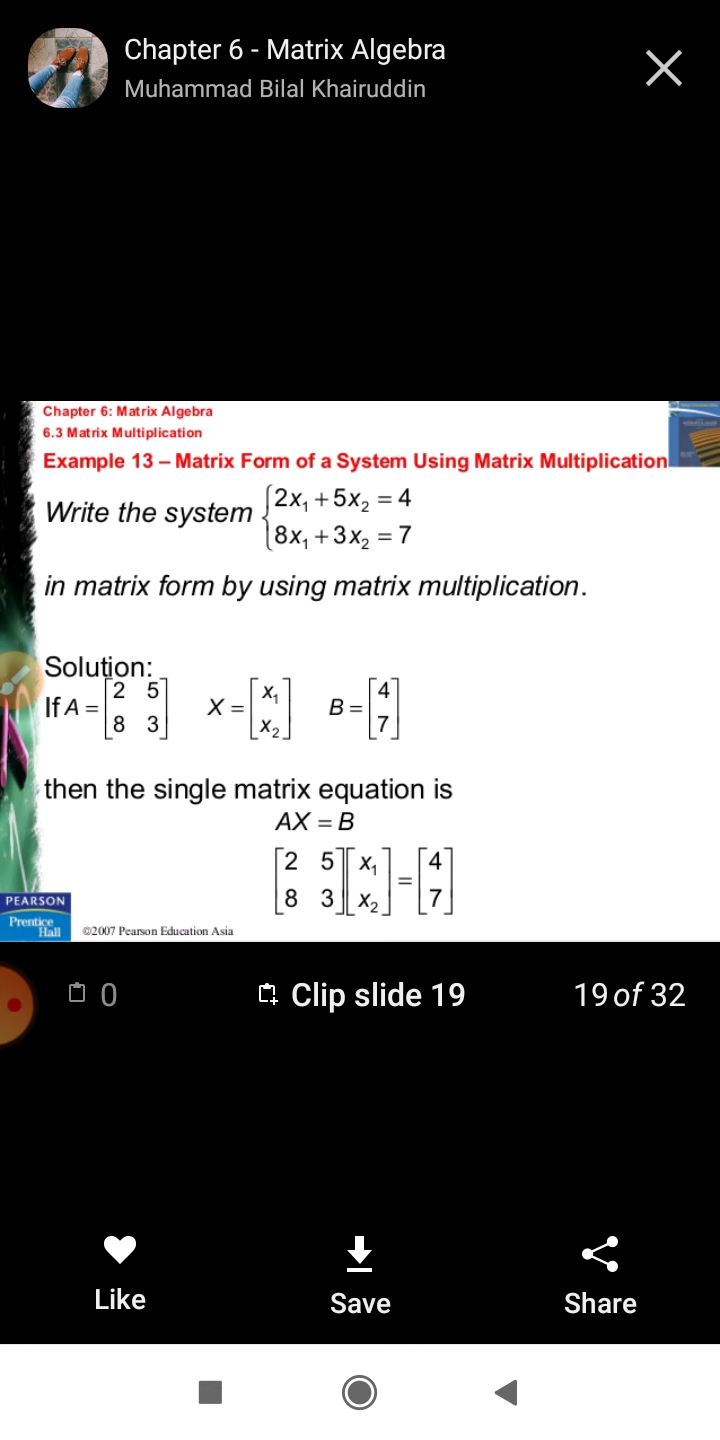 Chapter 6 - Matrix Algebra
Muhammad Bilal Khairuddin
Chapter 6: Matrix Algebra
6.3 Matrix Multiplication
Example 13 – Matrix Form of a System Using Matrix Multiplication
Write the system { 2x₁ + 5x₂ = 4
8x₁ + 3x₂ = 7
in matrix form by using matrix multiplication.
Solution:
If A = [2 5; 8 3] X = [x₁; x₂] B = [4; 7]
then the single matrix equation is
AX = B
[2 5; 8 3][x₁; x₂] = [4; 7]
PEARSON
Prentice
Hall
©2007 Pearson Education Asia
0
Clip slide 19
19 of 32
Like
Save
Share